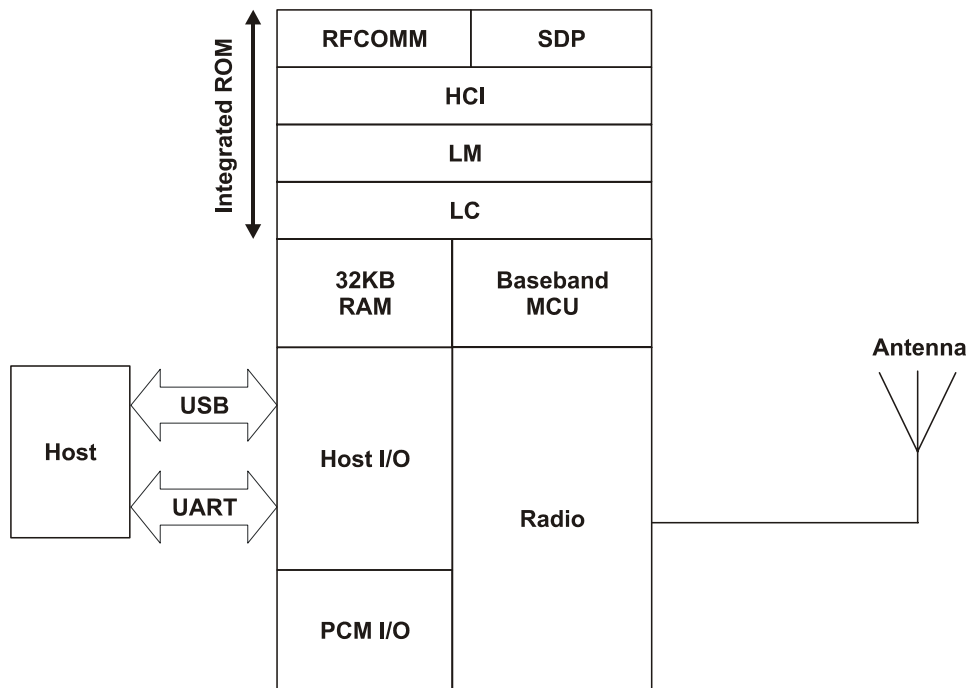 Integrated ROM
RFCOMM
SDP
HCI
LM
LC
32KB
RAM
Baseband
MCU
Antenna
Host
USB
UART
Host I/O
Radio
PCM I/O